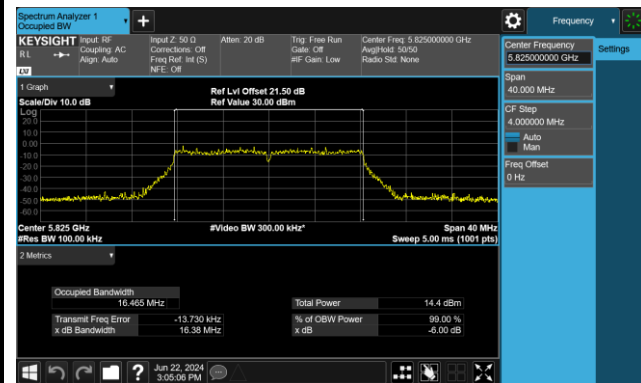 Spectrum Analyzer 1
Occupied BW
+
Frequency
KEYSIGHT
RL
Input: RF
Coupling: AC
Align: Auto
Input Z: 50 Ω
Corrections: Off
Freq Ref: Int (S)
NFE: Off
Atten: 20 dB
Trig: Free Run
Gate: Off
#IF Gain: Low
Center Freq: 5.825000000 GHz
Avg|Hold: 50/50
Radio Std: None
Center Frequency
5.825000000 GHz
Settings
Span
40.000 MHz
CF Step
4.000000 MHz
Auto
Man
Freq Offset
0 Hz
1 Graph
Scale/Div 10.0 dB
Ref Lvl Offset 21.50 dB
Ref Value 30.00 dBm
Log
20.0
10.0
0.00
-10.0
-20.0
-30.0
-40.0
-50.0
-60.0
Center 5.825 GHz
#Res BW 100.00 kHz
#Video BW 300.00 kHz*
Span 40 MHz
Sweep 5.00 ms (1001 pts)
2 Metrics
Occupied Bandwidth
16.465 MHz
Total Power 14.4 dBm
Transmit Freq Error -13.730 kHz
% of OBW Power 99.00 %
x dB Bandwidth 16.38 MHz
x dB -6.00 dB
?
Jun 22, 2024
3:05:06 PM